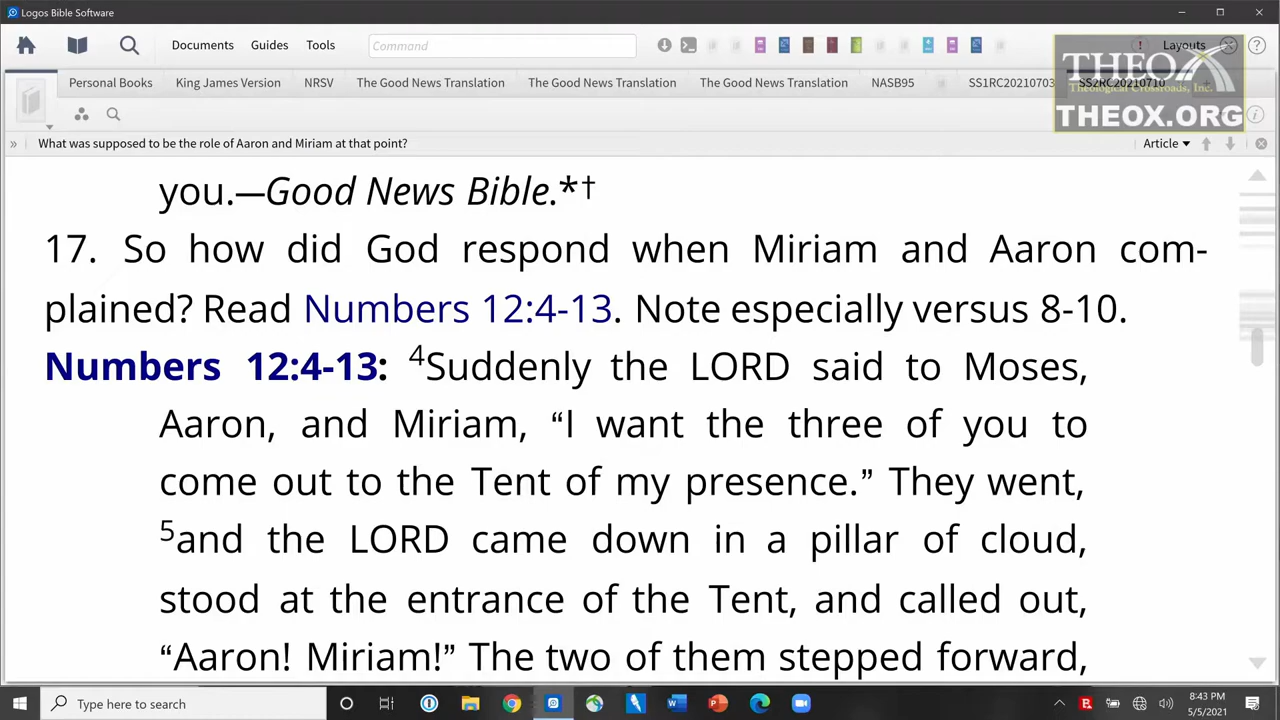 Logos Bible Software
Documents Guides Tools Command Layouts
THEOX
Theological Crossroads, Inc.
THEOX.ORG
Personal Books King James Version NRSV The Good News Translation The Good News Translation The Good News Translation NASB95 SS1RC20210703 SS2RC20210710
What was supposed to be the role of Aaron and Miriam at that point? Article
you.—Good News Bible.*†
17. So how did God respond when Miriam and Aaron com-
plained? Read Numbers 12:4-13. Note especially versus 8-10.
Numbers 12:4-13: 4Suddenly the LORD said to Moses,
Aaron, and Miriam, “I want the three of you to
come out to the Tent of my presence.” They went,
5and the LORD came down in a pillar of cloud,
stood at the entrance of the Tent, and called out,
“Aaron! Miriam!” The two of them stepped forward,
Type here to search
8:43 PM
5/5/2021